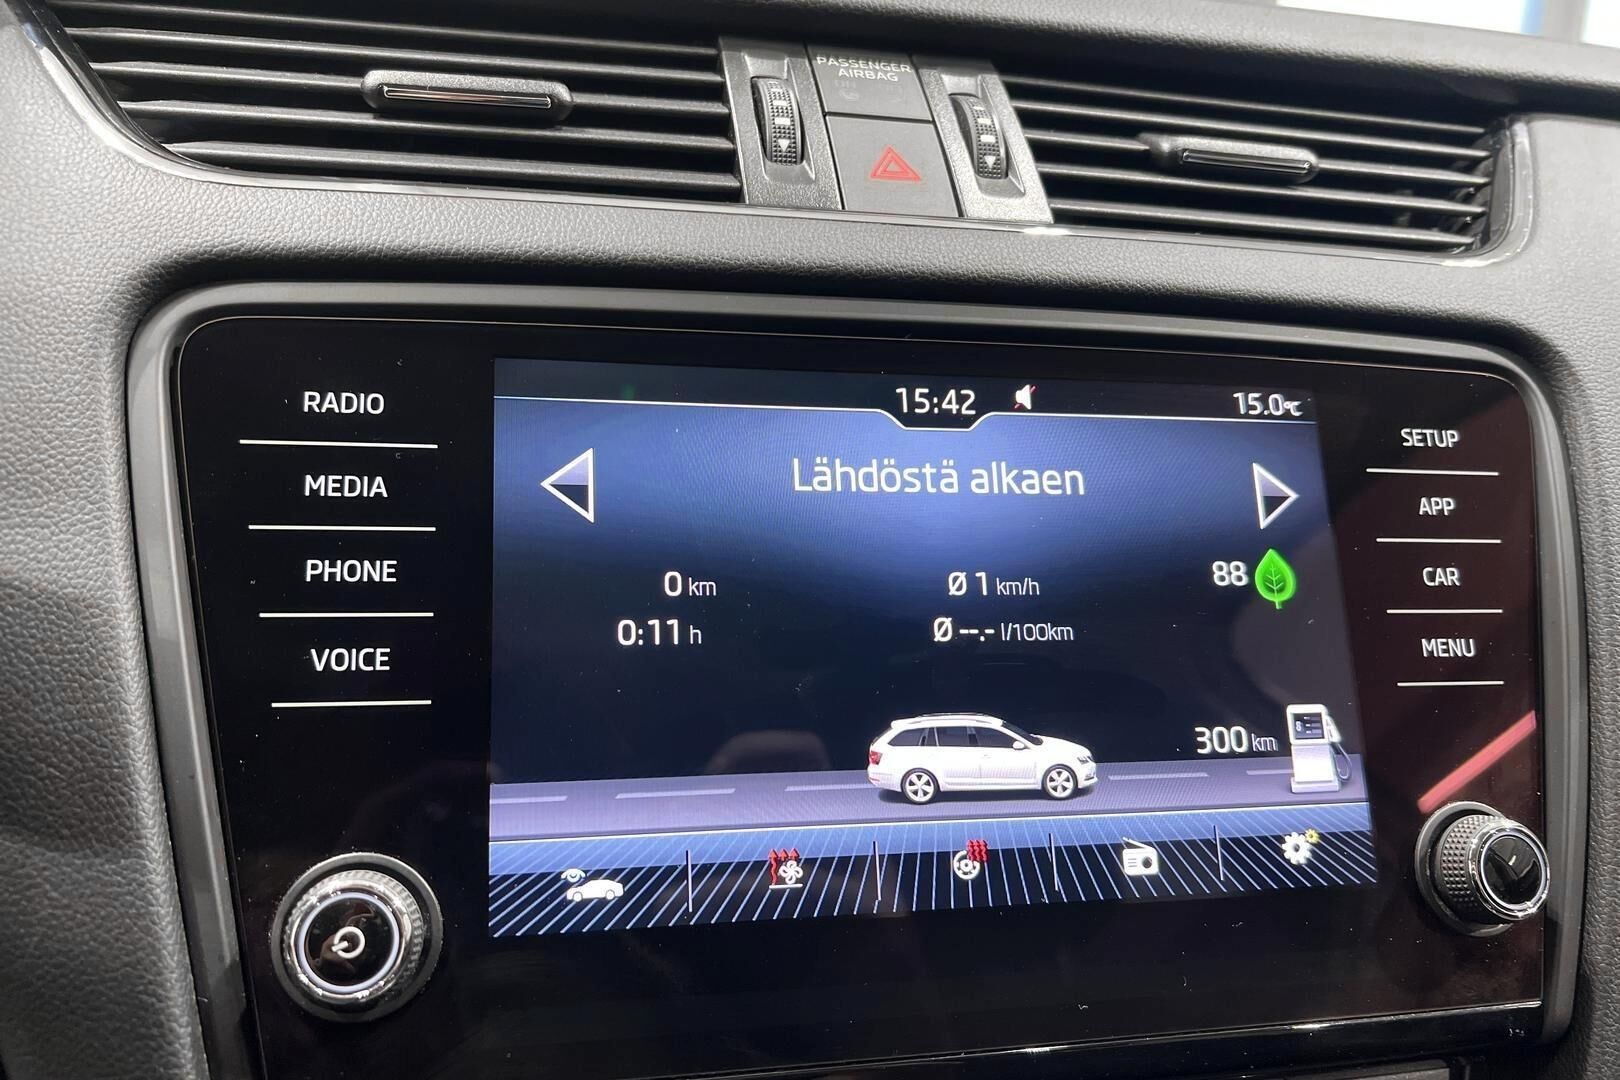 PASSENGER
AIRBAG
RADIO
MEDIA
PHONE
VOICE
15:42
15.0°C
Lähdöstä alkaen
0 km
Ø 1 km/h
88
0:11 h
Ø --.- l/100km
300 km
SETUP
APP
CAR
MENU